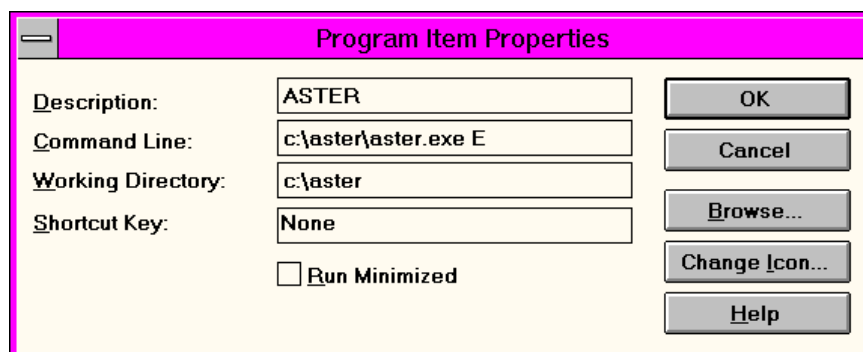 Program Item Properties
Description: ASTER OK
Command Line: c:\aster\aster.exe E Cancel
Working Directory: c:\aster
Browse...
Shortcut Key: None
Change Icon...
Run Minimized
Help